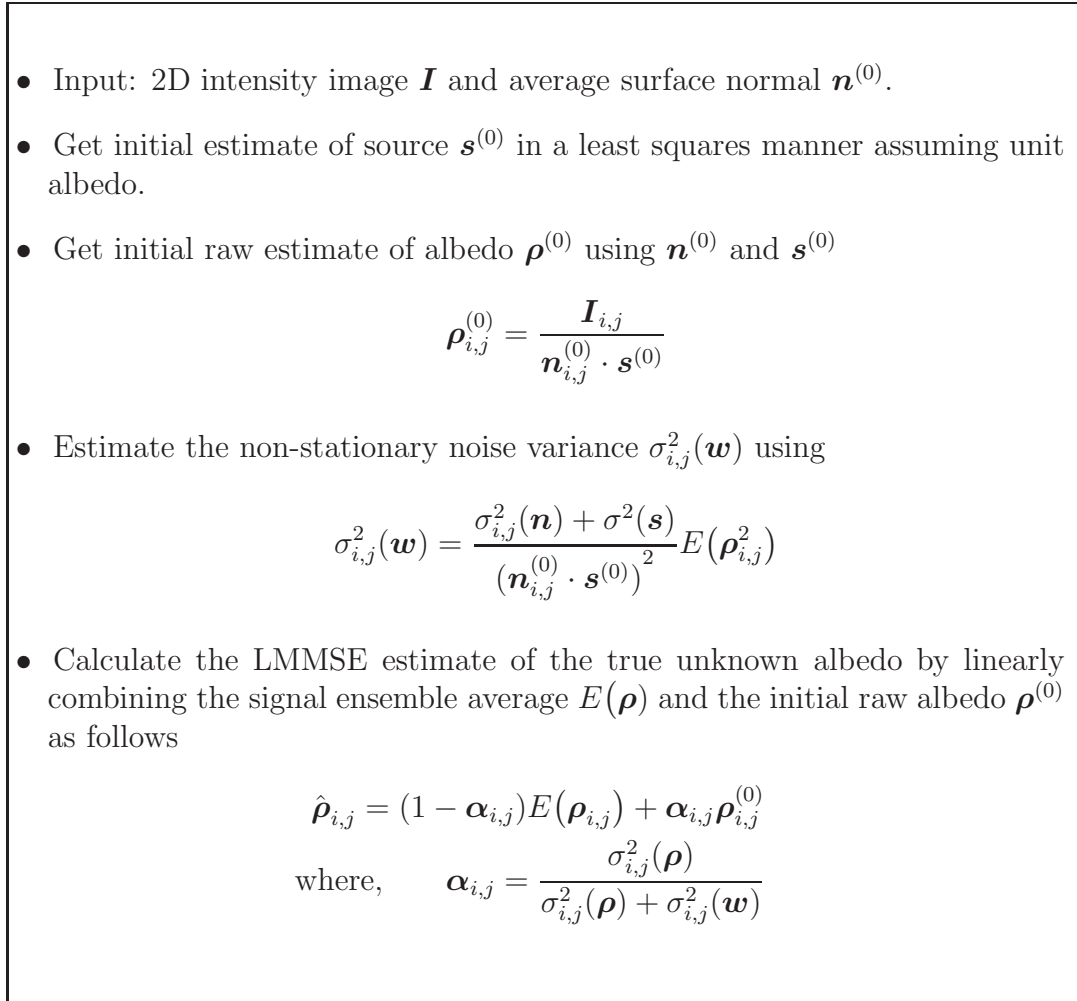 • Input: 2D intensity image I and average surface normal n^(0).
• Get initial estimate of source s^(0) in a least squares manner assuming unit
albedo.
• Get initial raw estimate of albedo ρ^(0) using n^(0) and s^(0)
ρ_{i,j}^(0) = I_{i,j} / (n_{i,j}^(0) · s^(0))
• Estimate the non-stationary noise variance σ²_{i,j}(w) using
σ²_{i,j}(w) = (σ²_{i,j}(n) + σ²(s)) / (n_{i,j}^(0) · s^(0))² E(ρ²_{i,j})
• Calculate the LMMSE estimate of the true unknown albedo by linearly
combining the signal ensemble average E(ρ) and the initial raw albedo ρ^(0)
as follows
ρ̂_{i,j} = (1 − α_{i,j})E(ρ_{i,j}) + α_{i,j}ρ_{i,j}^(0)
where, α_{i,j} = σ²_{i,j}(ρ) / (σ²_{i,j}(ρ) + σ²_{i,j}(w))